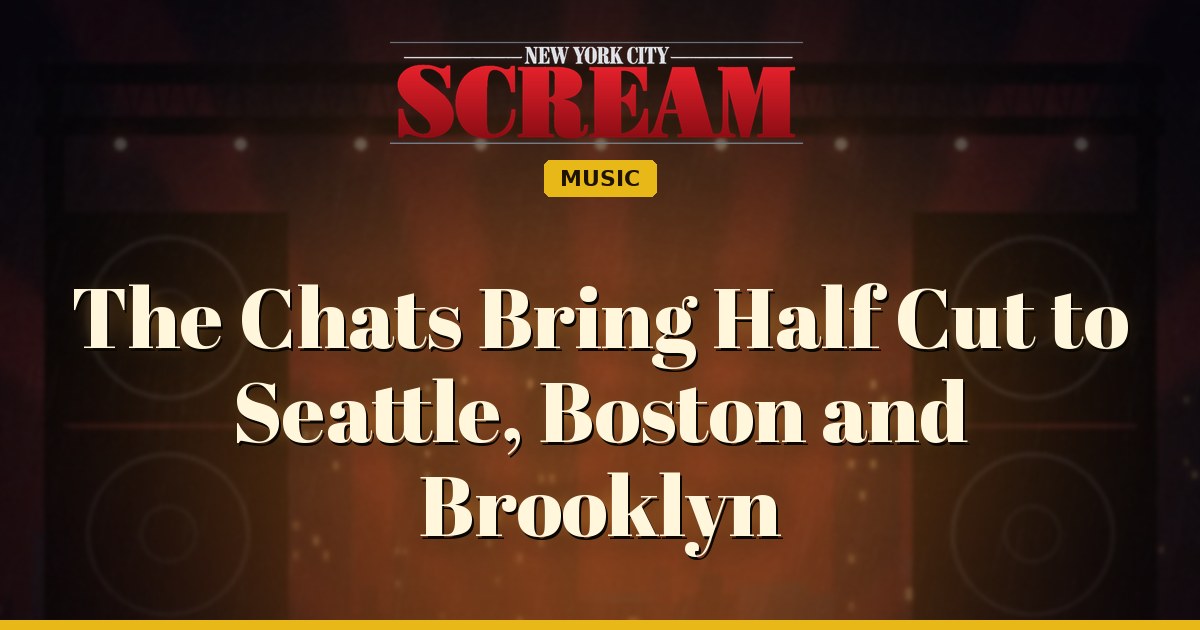 NEW YORK CITY
SCREAM
MUSIC
The Chats Bring Half Cut to
Seattle, Boston and
Brooklyn